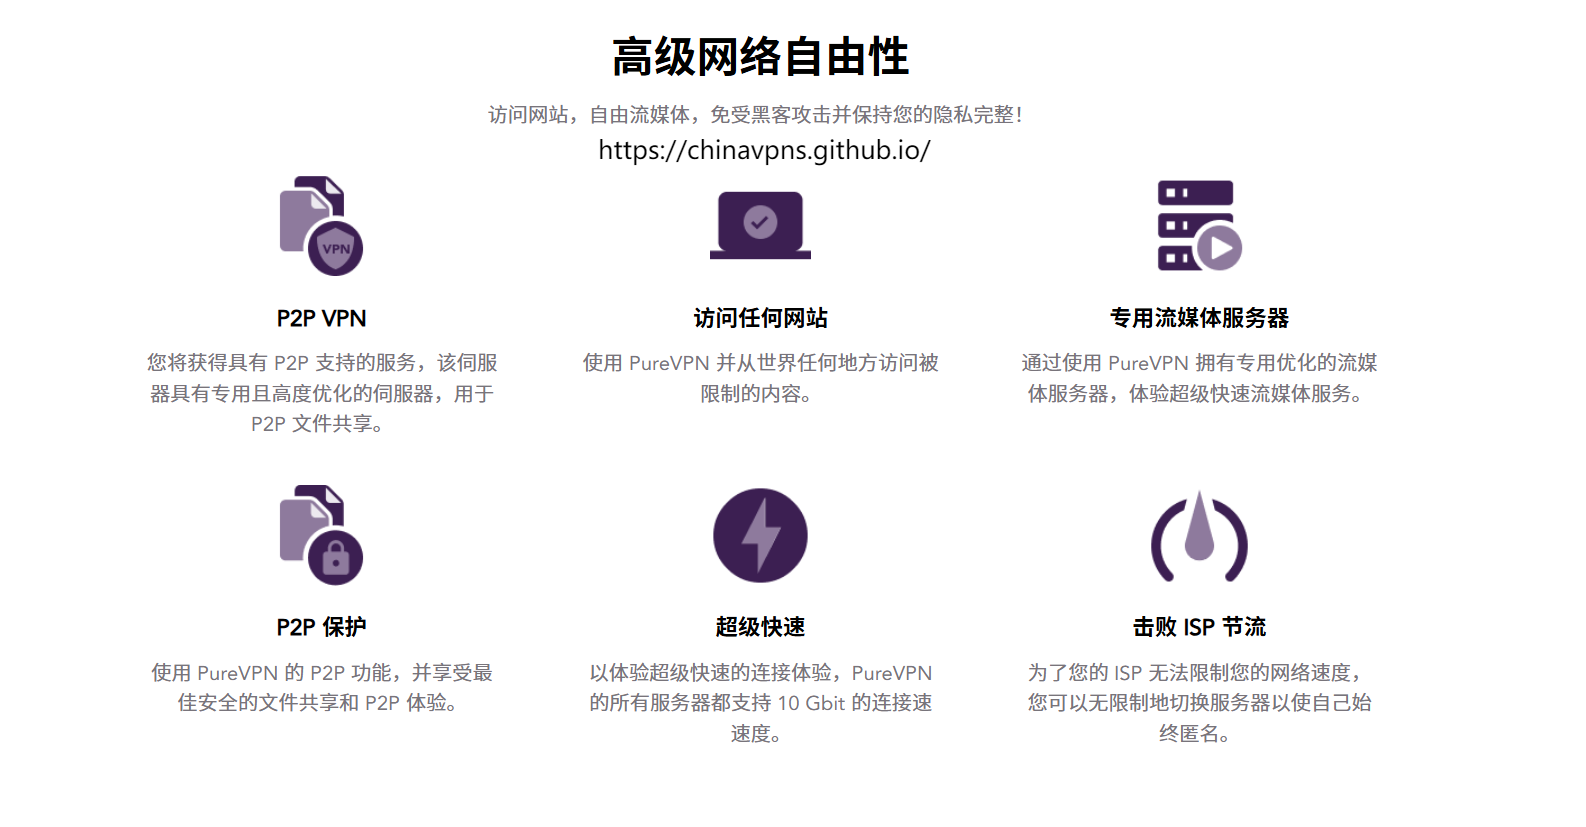 高级网络自由性
访问网站，自由流媒体，免受黑客攻击并保持您的隐私完整！
https://chinavpns.github.io/
VPN
P2P VPN
您将获得具有 P2P 支持的服务，该伺服
器具有专用且高度优化的伺服器，用于
P2P 文件共享。
访问任何网站
使用 PureVPN 并从世界任何地方访问被
限制的内容。
专用流媒体服务器
通过使用 PureVPN 拥有专用优化的流媒
体服务器，体验超级快速流媒体服务。
P2P 保护
使用 PureVPN 的 P2P 功能，并享受最
佳安全的文件共享和 P2P 体验。
超级快速
以体验超级快速的连接体验，PureVPN
的所有服务器都支持 10 Gbit 的连接速
速度。
击败 ISP 节流
为了您的 ISP 无法限制您的网络速度，
您可以无限制地切换服务器以使自己始
终匿名。